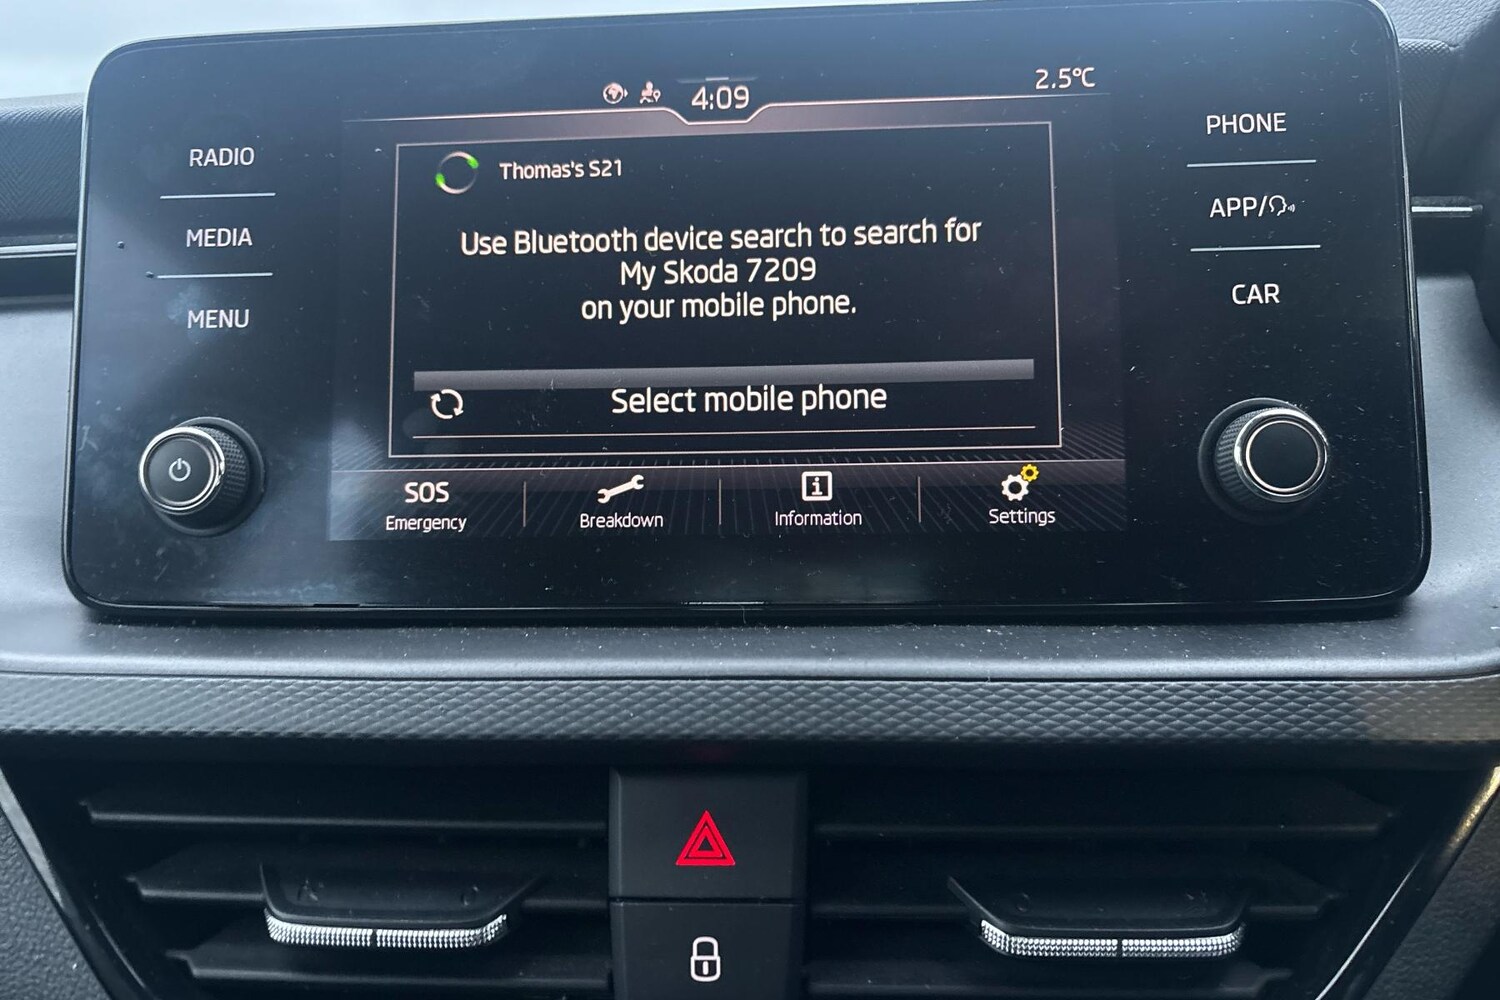 4:09
2.5°C
RADIO
MEDIA
MENU
Thomas's S21
Use Bluetooth device search to search for
My Skoda 7209
on your mobile phone.
Select mobile phone
SOS
Emergency
Breakdown
Information
Settings
PHONE
APP/
CAR